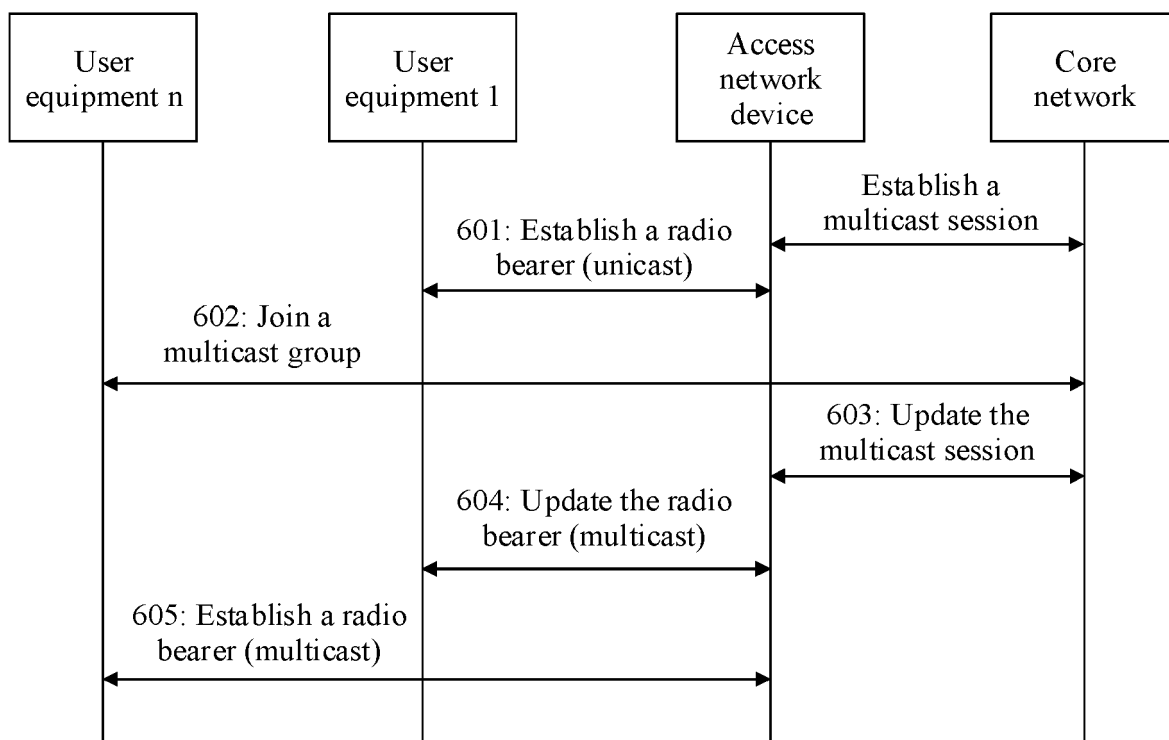 User
equipment n
User
equipment 1
Access
network
device
Core
network
Establish a
multicast session
601: Establish a radio
bearer (unicast)
602: Join a
multicast group
603: Update the
multicast session
604: Update the radio
bearer (multicast)
605: Establish a radio
bearer (multicast)